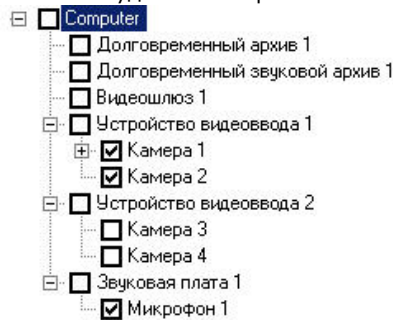 Computer
Долговременный архив 1
Долговременный звуковой архив 1
Видеошлюз 1
Устройство видеоввода 1
Камера 1
Камера 2
Устройство видеоввода 2
Камера 3
Камера 4
Звуковая плата 1
Микрофон 1